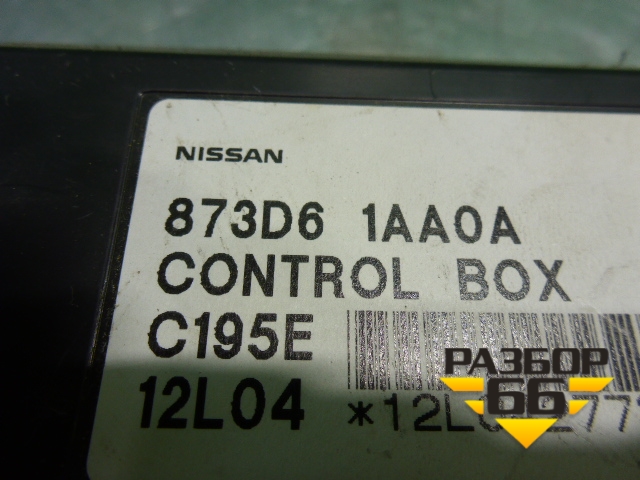 NISSAN
873D6 1AA0A
CONTROL BOX
C195E
12L04
РАЗБОР
66